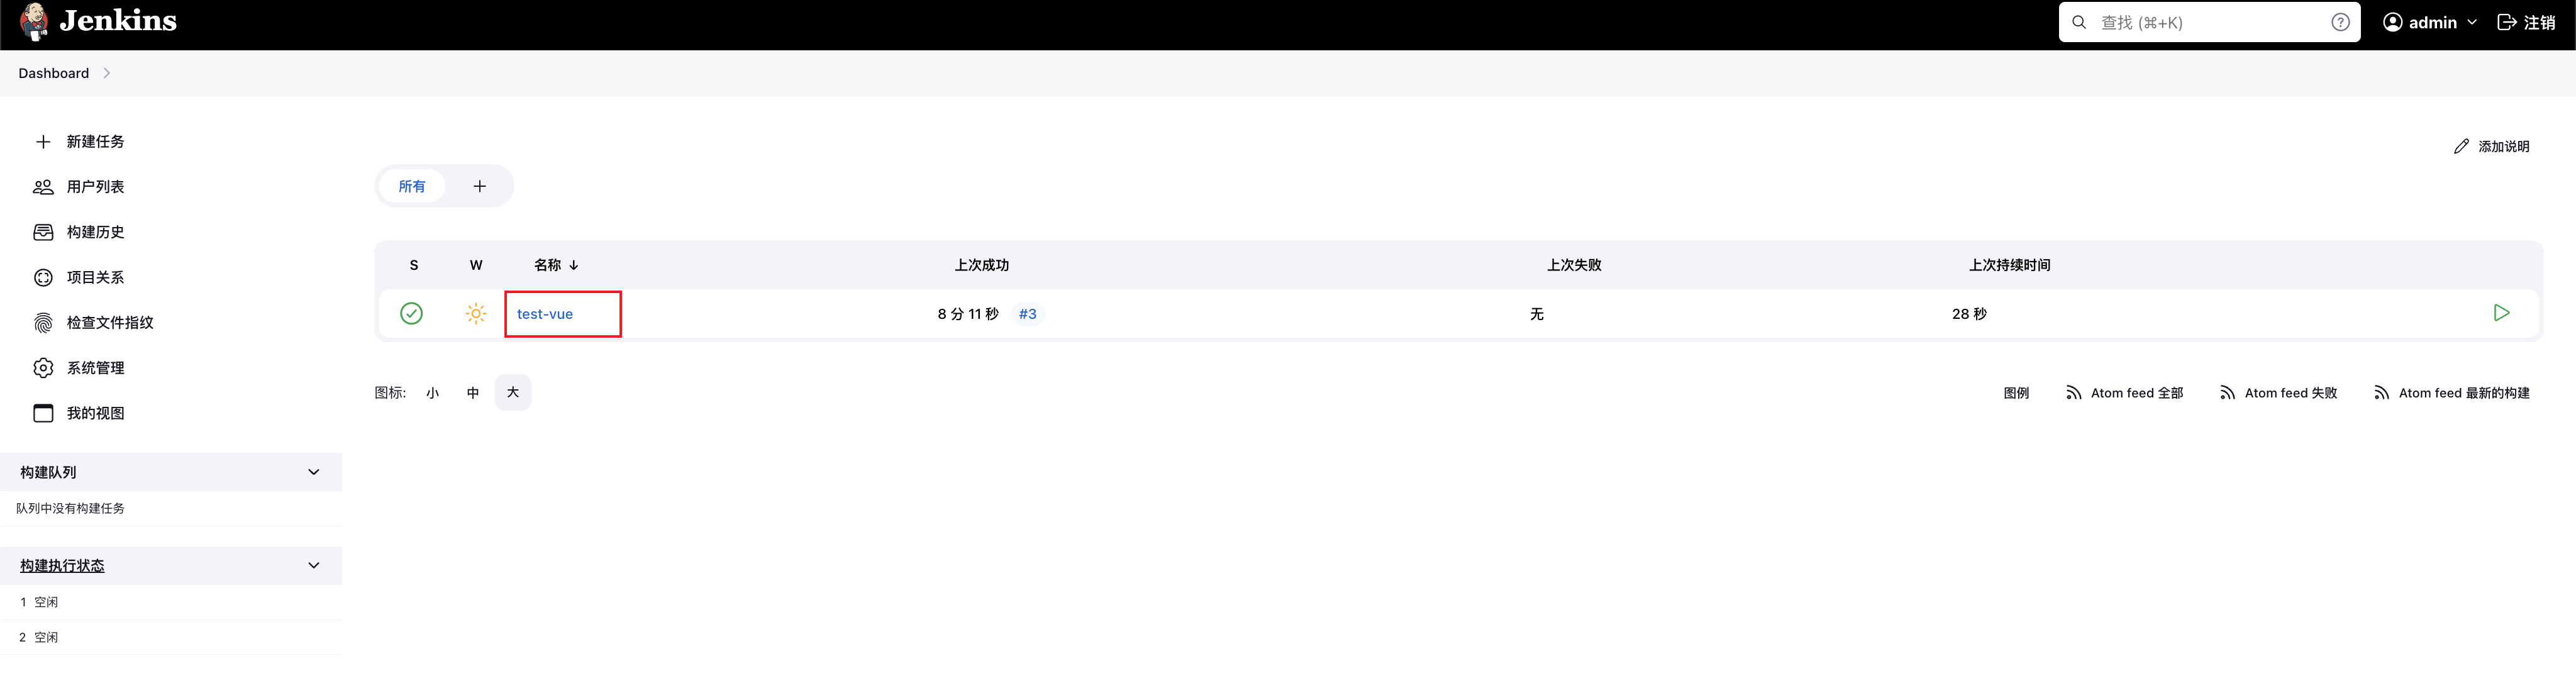 Jenkins
查找 (⌘+K)
admin
注销
Dashboard
新建任务
用户列表
构建历史
项目关系
检查文件指纹
系统管理
我的视图
构建队列
队列中没有构建任务
构建执行状态
1 空闲
2 空闲
添加说明
所有
S W 名称 ↓ 上次成功 上次失败 上次持续时间
test-vue 8 分 11 秒 #3 无 28 秒
图标: 小 中 大
图例 Atom feed 全部 Atom feed 失败 Atom feed 最新的构建